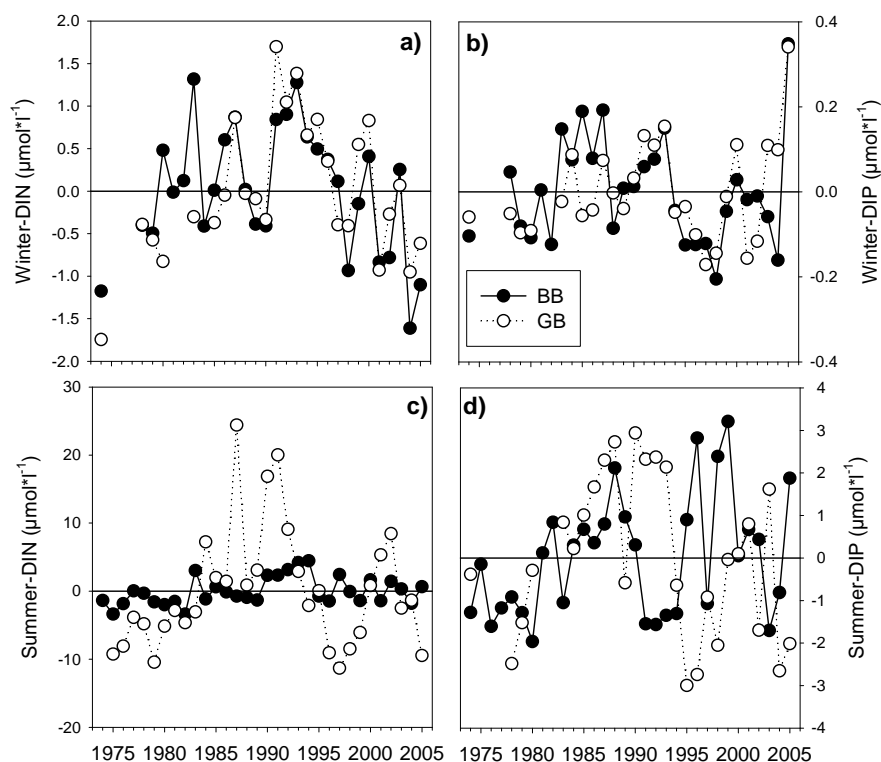 a)
Winter-DIN (µmol*l⁻¹)
2.0
1.5
1.0
0.5
0.0
-0.5
-1.0
-1.5
-2.0
b)
BB
GB
0.4
0.2
0.0
-0.2
-0.4
Winter-DIP (µmol*l⁻¹)
c)
Summer-DIN (µmol*l⁻¹)
30
20
10
0
-10
-20
1975 1980 1985 1990 1995 2000 2005
d)
4
3
2
1
0
-1
-2
-3
-4
Summer-DIP (µmol*l⁻¹)
1975 1980 1985 1990 1995 2000 2005